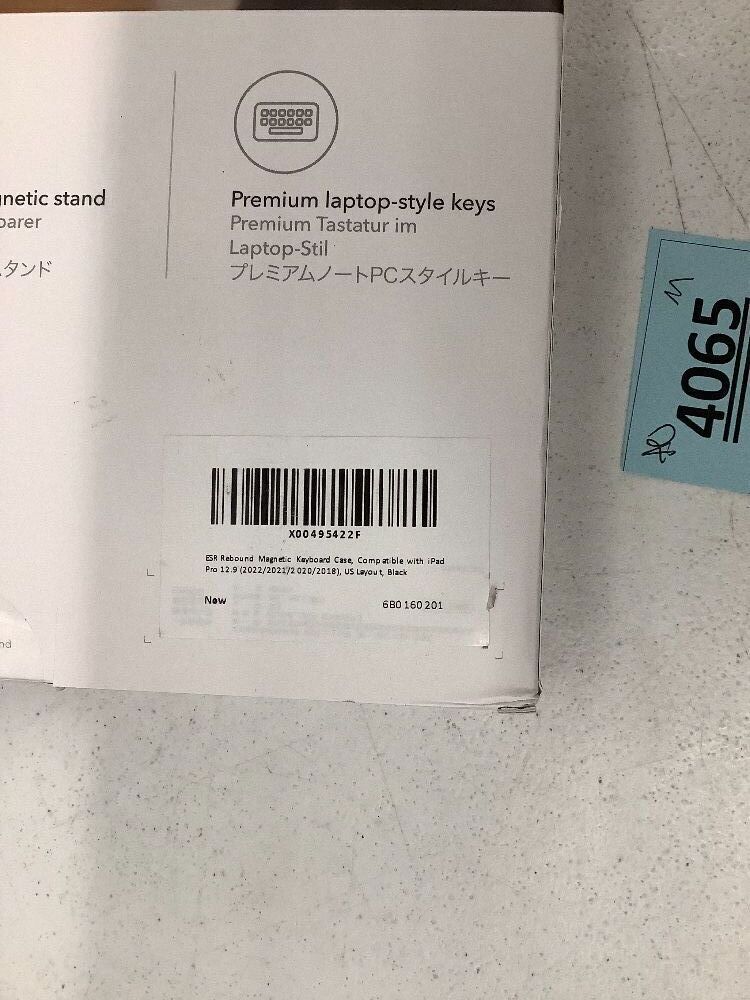 gnetic stand
parer
タンド
Premium laptop-style keys
Premium Tastatur im
Laptop-Stil
プレミアムノートPCスタイルキー
X00495422F
ESR Rebound Magnetic Keyboard Case, Compatible with iPad
Pro 12.9 (2022/2021/2020/2018), US Layout, Black
New
6B0160201
nd
4065